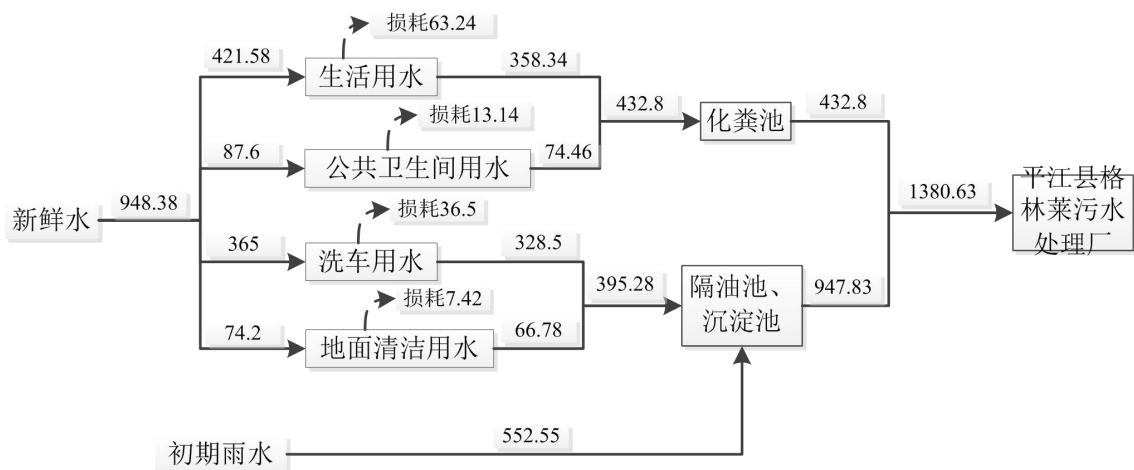 损耗63.24
421.58
生活用水
358.34
损耗13.14
432.8
化粪池
432.8
87.6
公共卫生间用水
74.46
新鲜水
948.38
损耗36.5
1380.63
平江县格
林莱污水
处理厂
365
洗车用水
328.5
损耗7.42
395.28
隔油池、
沉淀池
947.83
74.2
地面清洁用水
66.78
初期雨水
552.55